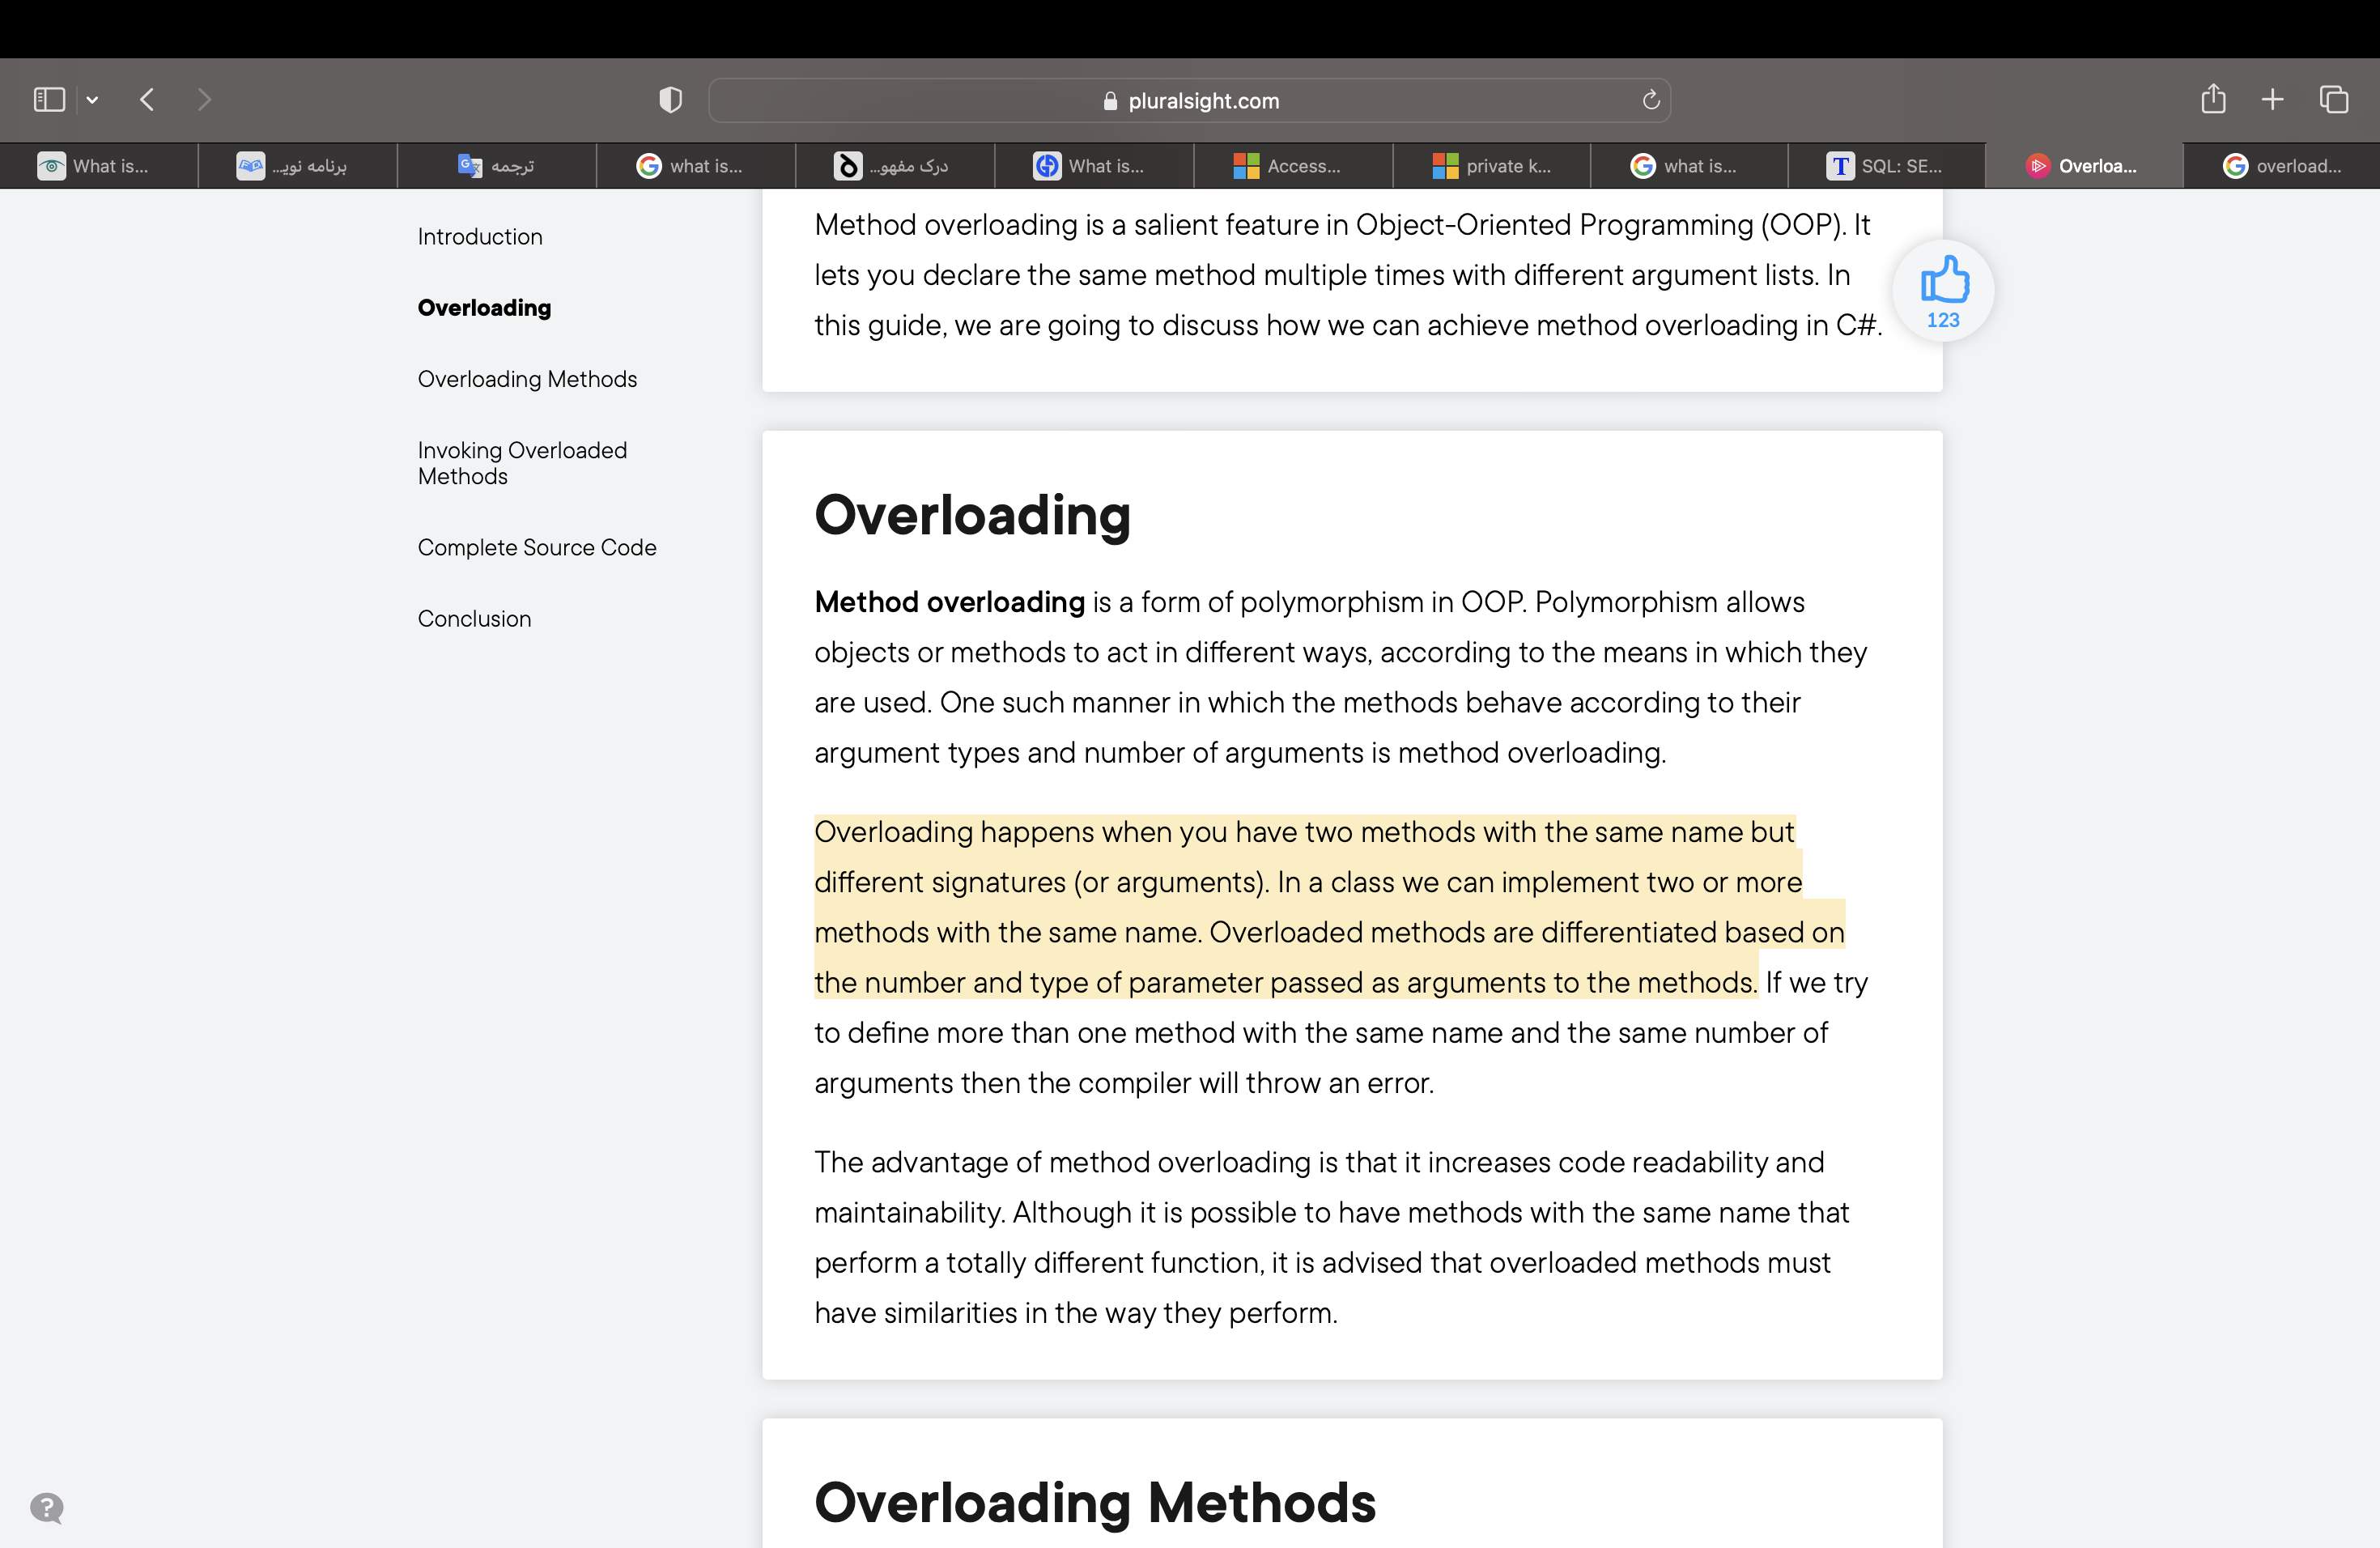 pluralsight.com
What is...
برنامه نوی...
ترجمه
what is...
درک مفهو...
What is...
Access...
private k...
what is...
SQL: SE...
Overloa...
overload...
Introduction
Overloading
Overloading Methods
Invoking Overloaded
Methods
Complete Source Code
Conclusion
Method overloading is a salient feature in Object-Oriented Programming (OOP). It
lets you declare the same method multiple times with different argument lists. In
this guide, we are going to discuss how we can achieve method overloading in C#.
123
Overloading
Method overloading is a form of polymorphism in OOP. Polymorphism allows
objects or methods to act in different ways, according to the means in which they
are used. One such manner in which the methods behave according to their
argument types and number of arguments is method overloading.
Overloading happens when you have two methods with the same name but
different signatures (or arguments). In a class we can implement two or more
methods with the same name. Overloaded methods are differentiated based on
the number and type of parameter passed as arguments to the methods. If we try
to define more than one method with the same name and the same number of
arguments then the compiler will throw an error.
The advantage of method overloading is that it increases code readability and
maintainability. Although it is possible to have methods with the same name that
perform a totally different function, it is advised that overloaded methods must
have similarities in the way they perform.
Overloading Methods